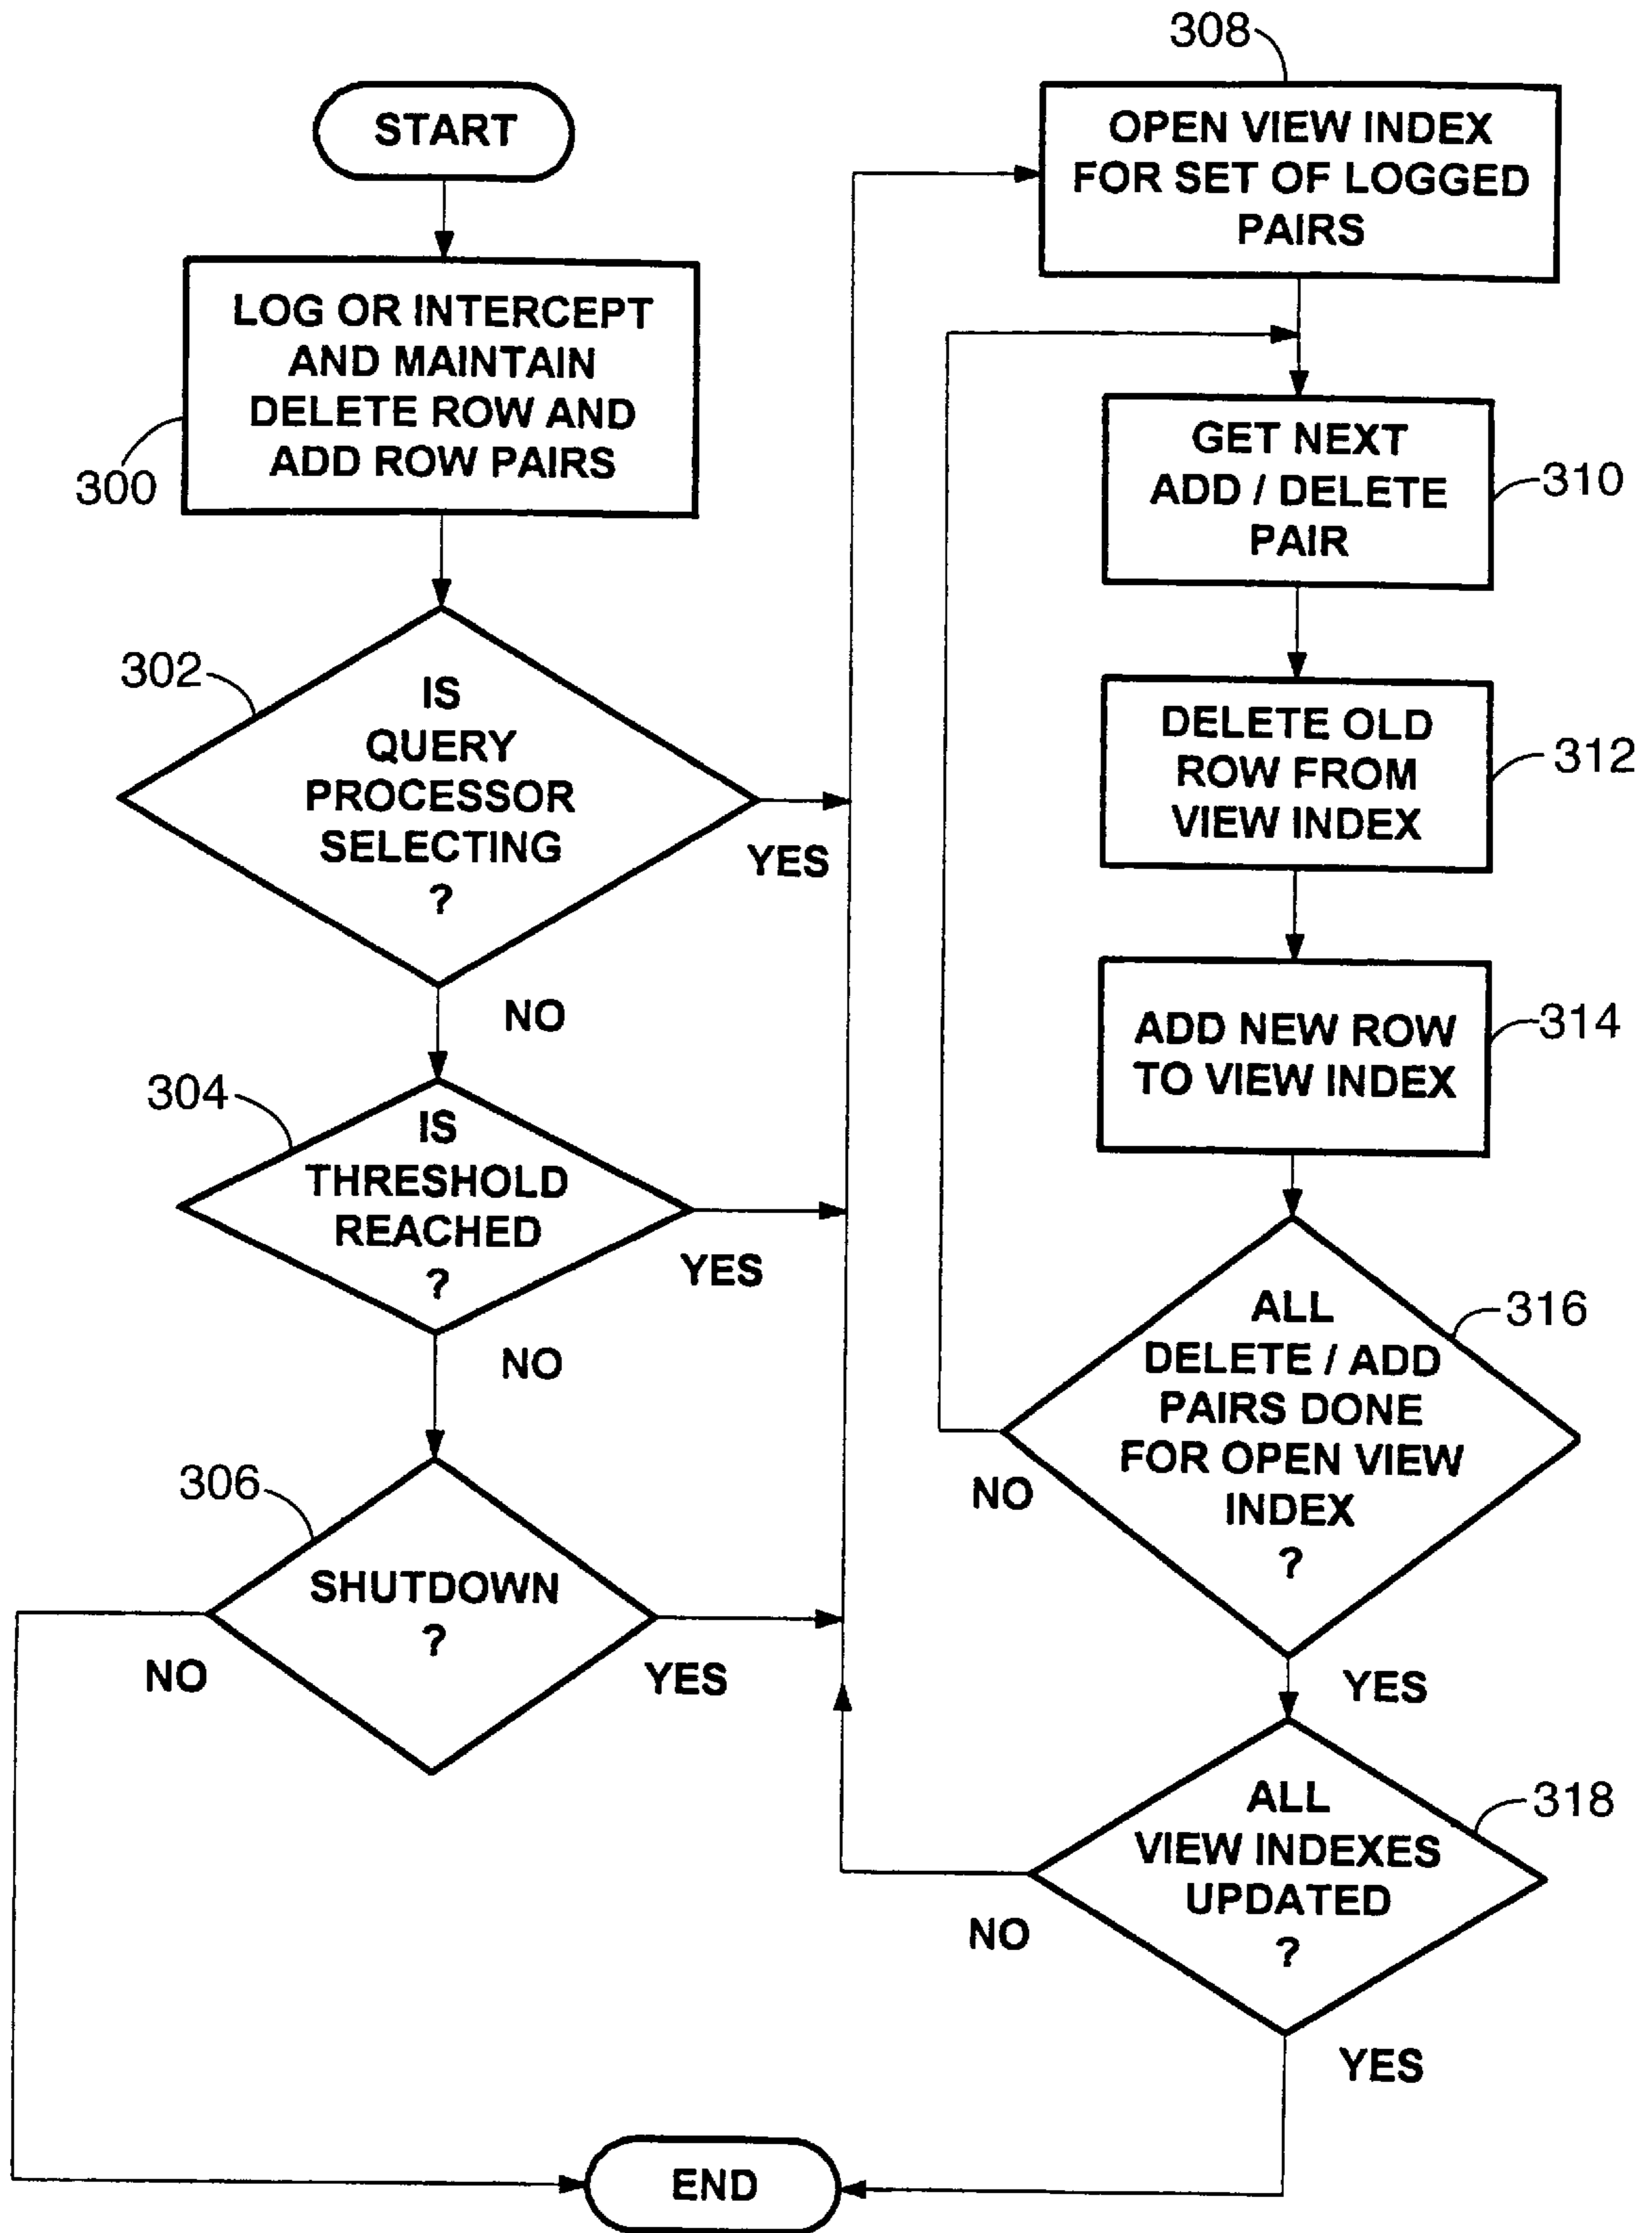 START
LOG OR INTERCEPT
AND MAINTAIN
DELETE ROW AND
ADD ROW PAIRS
300
302
IS
QUERY
PROCESSOR
SELECTING
?
YES
NO
304
IS
THRESHOLD
REACHED
?
YES
NO
306
SHUTDOWN
?
NO
YES
308
OPEN VIEW INDEX
FOR SET OF LOGGED
PAIRS
GET NEXT
ADD / DELETE
PAIR
310
DELETE OLD
ROW FROM
VIEW INDEX
312
ADD NEW ROW
TO VIEW INDEX
314
ALL
DELETE / ADD
PAIRS DONE
FOR OPEN VIEW
INDEX
?
316
NO
YES
ALL
VIEW INDEXES
UPDATED
?
318
NO
YES
END